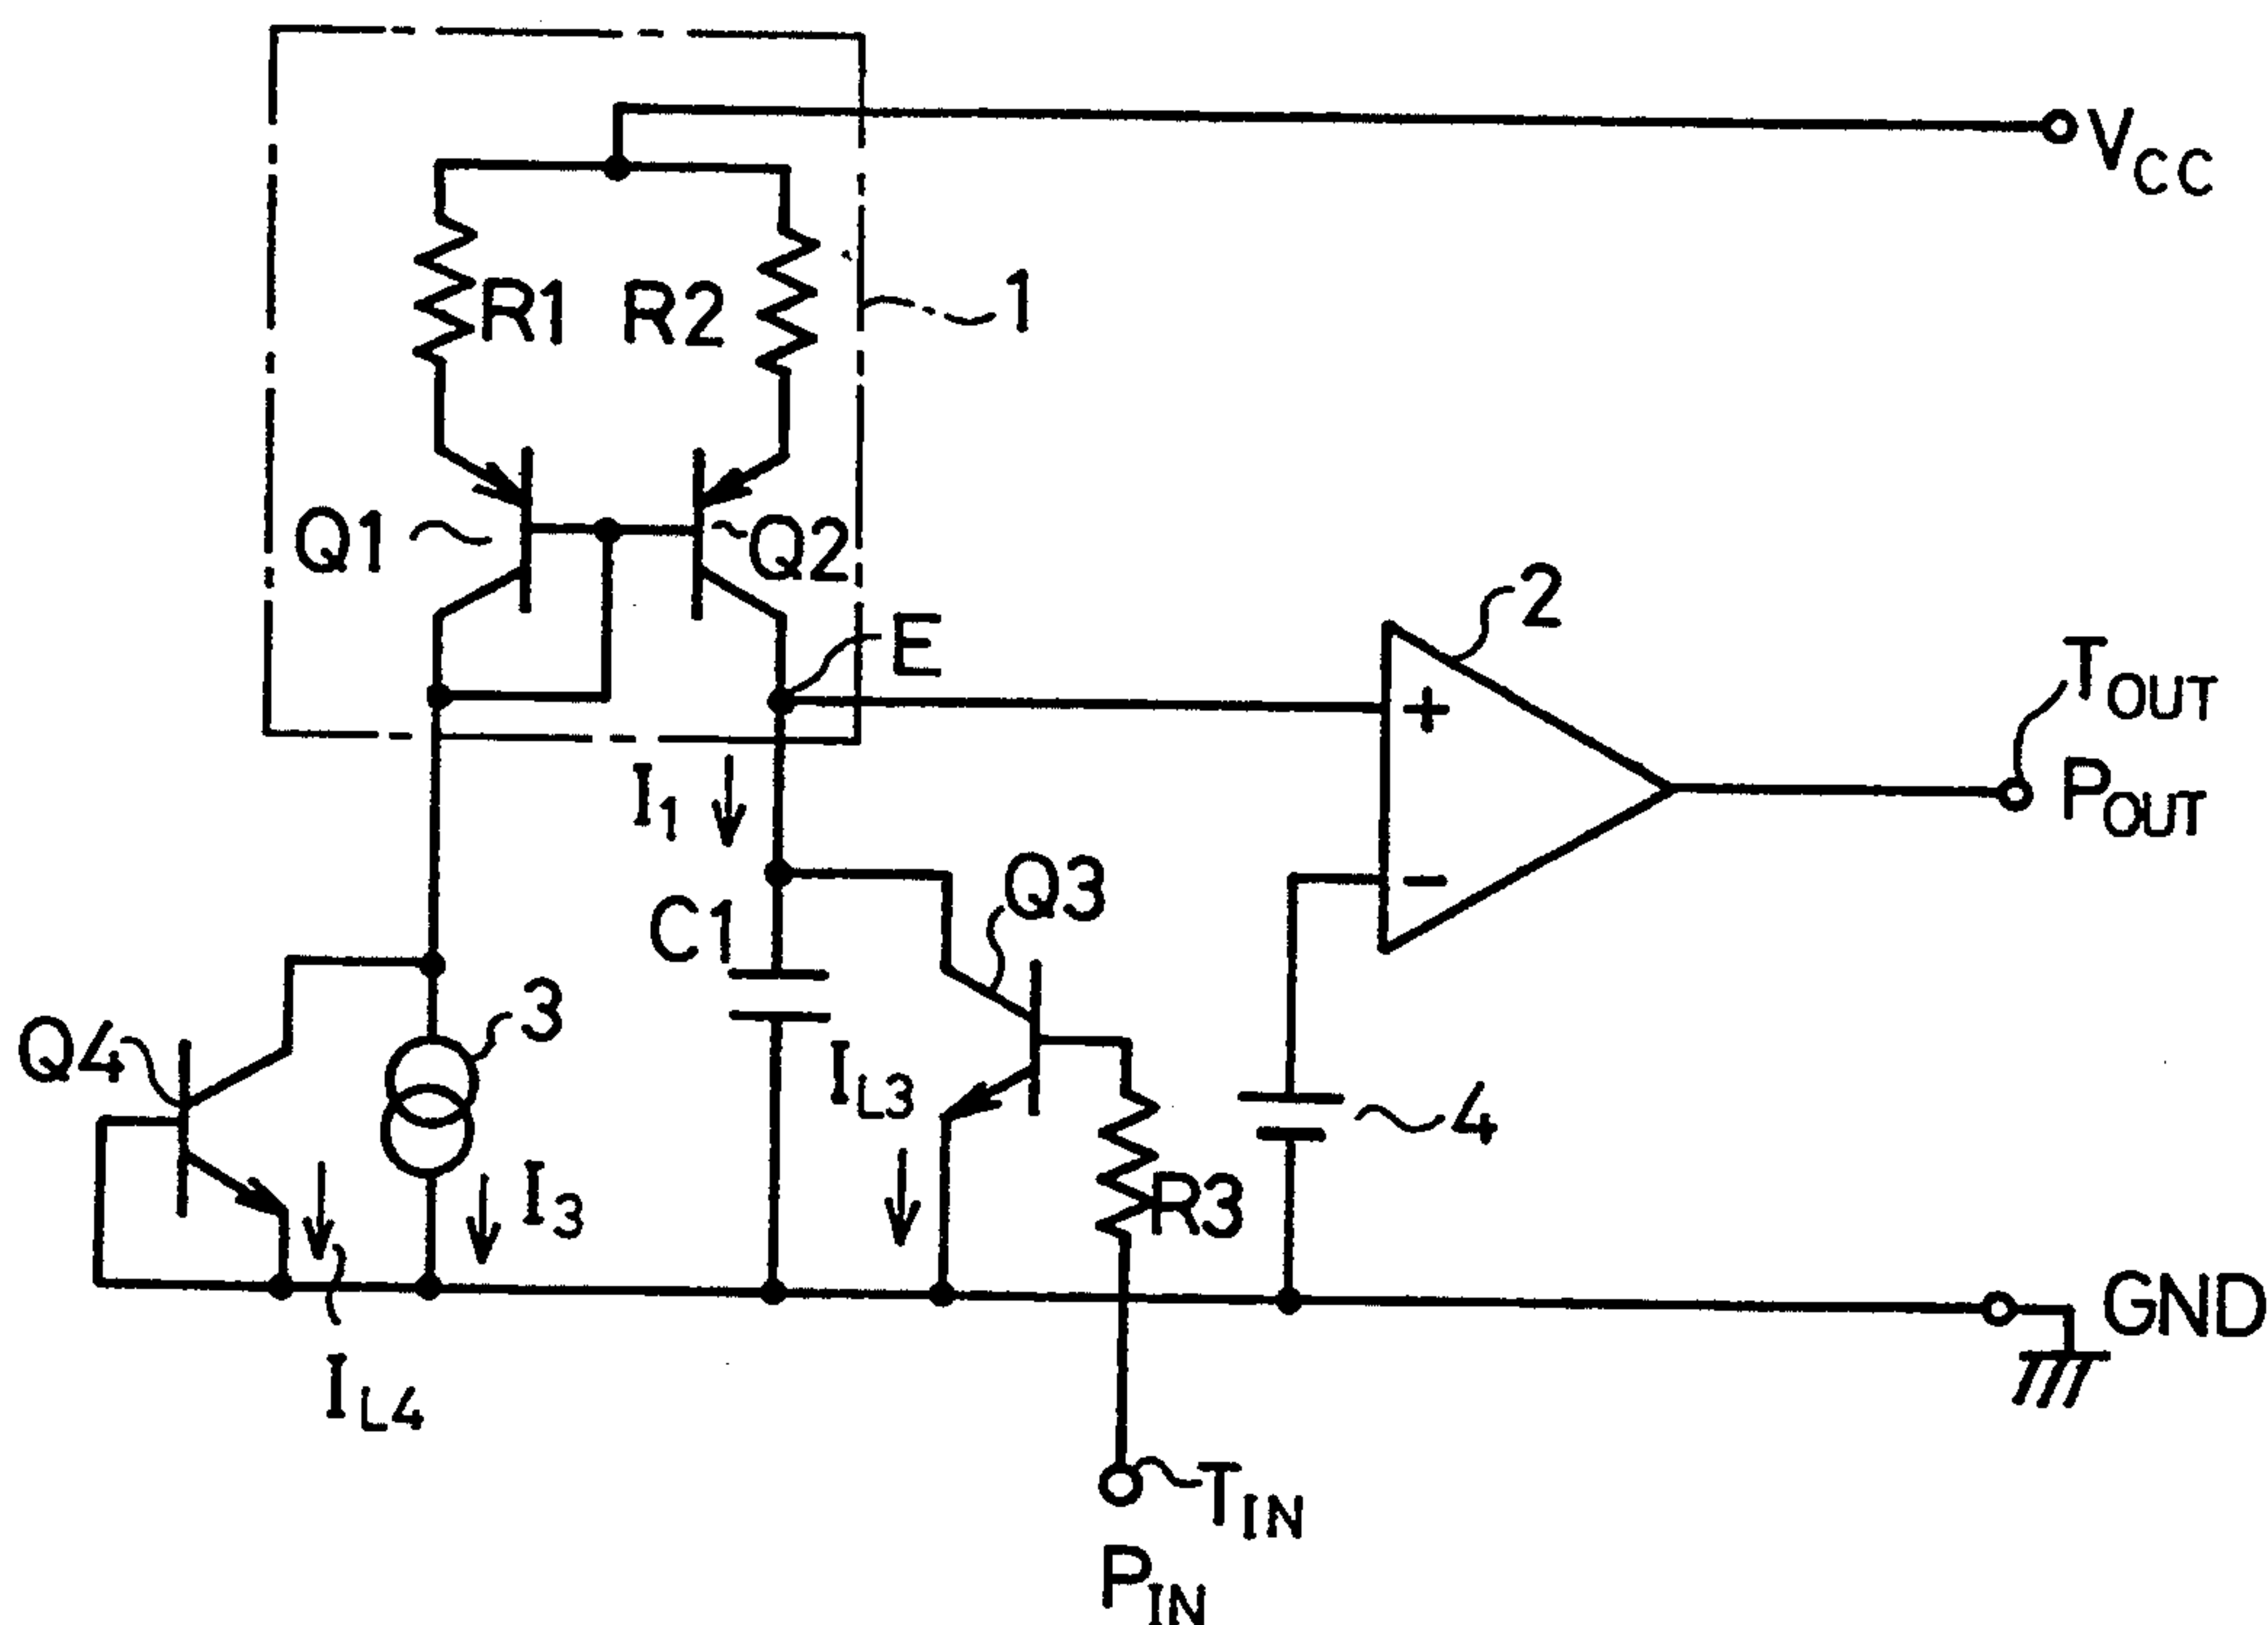 VCC
R1
R2
1
Q1
Q2
E
2
TOUT
POUT
I1
C1
Q3
Q4
3
IL3
4
I3
R3
GND
IL4
TIN
PIN
+
-